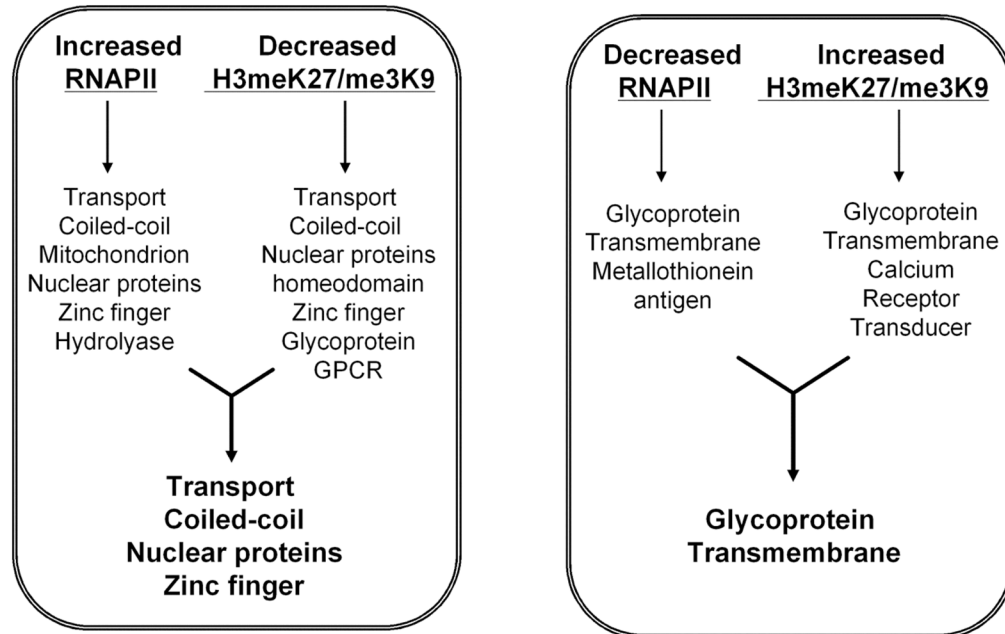 Increased
RNAPII
Decreased
H3meK27/me3K9
Transport
Coiled-coil
Mitochondrion
Nuclear proteins
Zinc finger
Hydrolyase
Transport
Coiled-coil
Nuclear proteins
homeodomain
Zinc finger
Glycoprotein
GPCR
Transport
Coiled-coil
Nuclear proteins
Zinc finger
Decreased
RNAPII
Increased
H3meK27/me3K9
Glycoprotein
Transmembrane
Metallothionein
antigen
Glycoprotein
Transmembrane
Calcium
Receptor
Transducer
Glycoprotein
Transmembrane